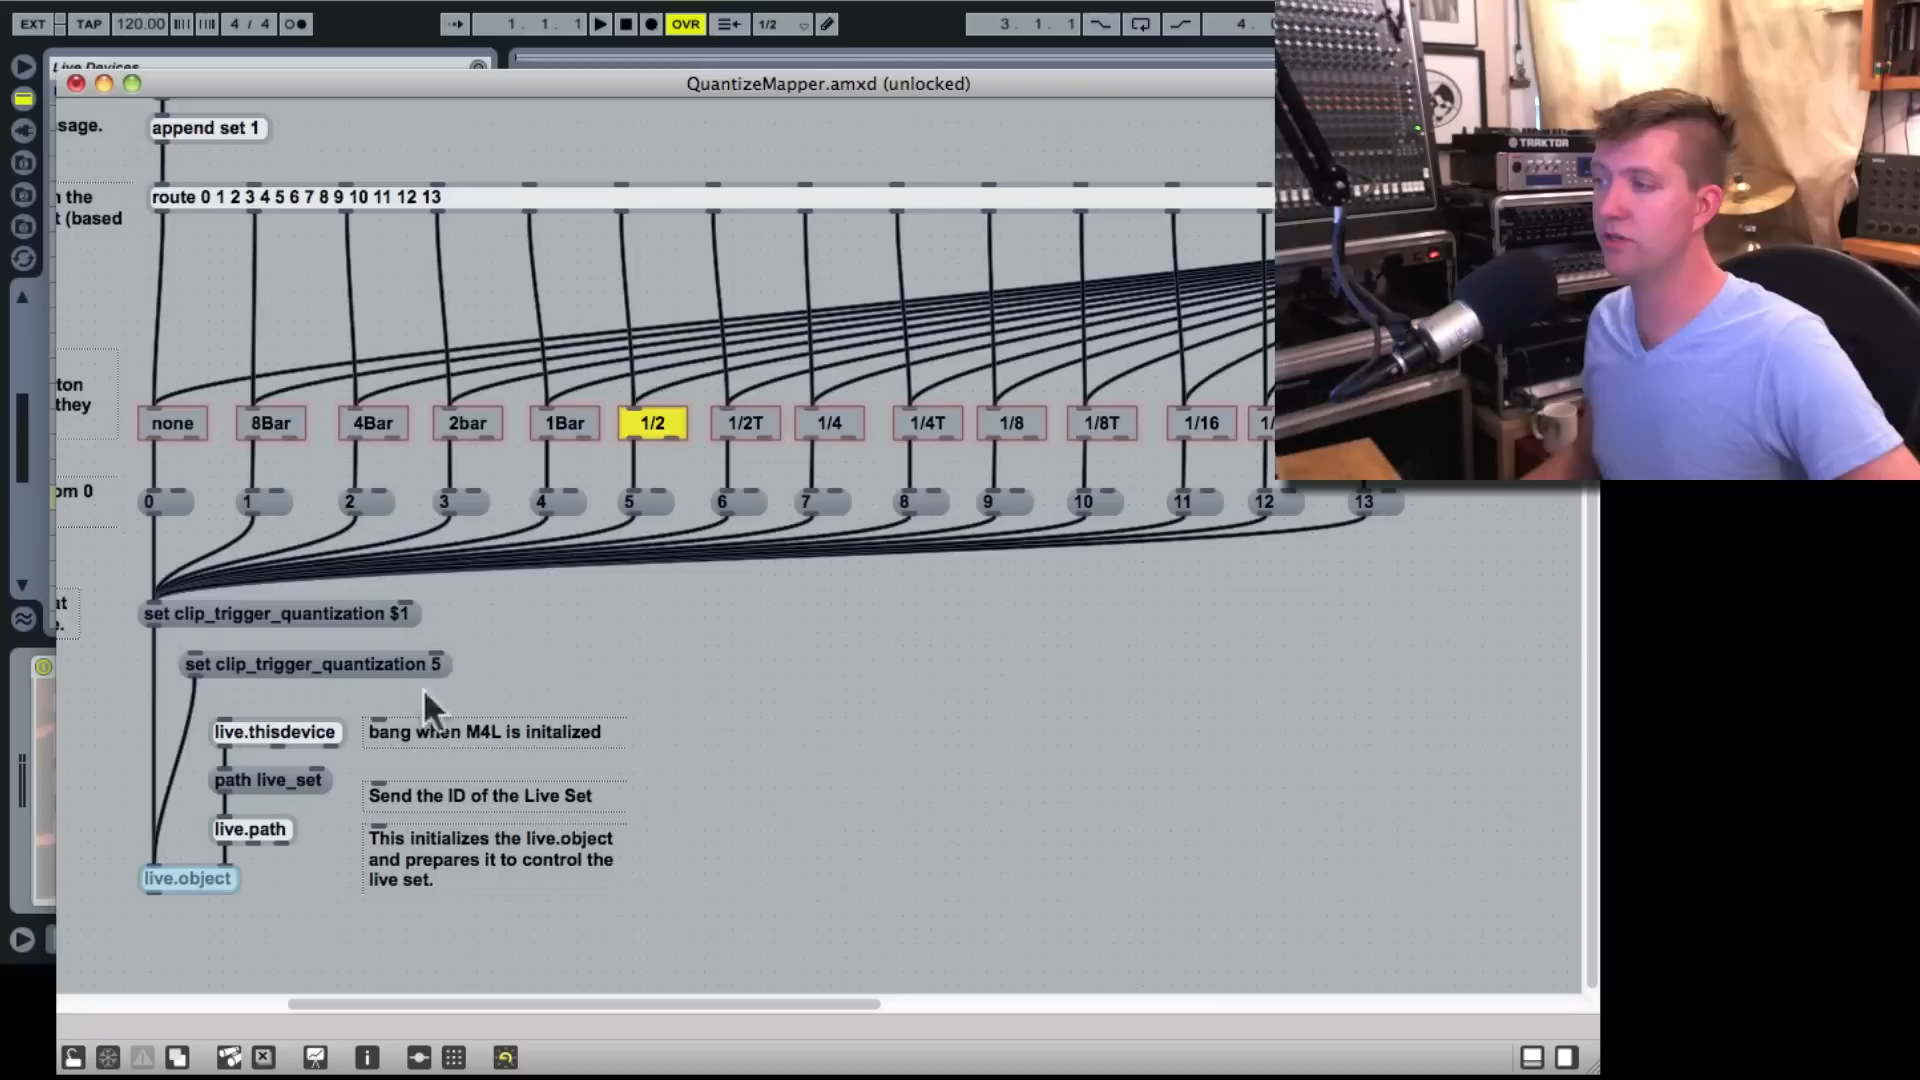 EXT TAP 120.00 4 / 4 1. 1. 1 OVR 1/2 3. 1. 1 4.
Live Devices
QuantizeMapper.amxd (unlocked)
sage.
append set 1
n the
t (based
route 0 1 2 3 4 5 6 7 8 9 10 11 12 13
TRAKTOR
ton
they
none 8Bar 4Bar 2bar 1Bar 1/2 1/2T 1/4 1/4T 1/8 1/8T 1/16 1/
om 0
0 1 2 3 4 5 6 7 8 9 10 11 12 13
at
e.
set clip_trigger_quantization $1
set clip_trigger_quantization 5
live.thisdevice
bang when M4L is initalized
path live_set
Send the ID of the Live Set
live.path
This initializes the live.object
and prepares it to control the
live set.
live.object